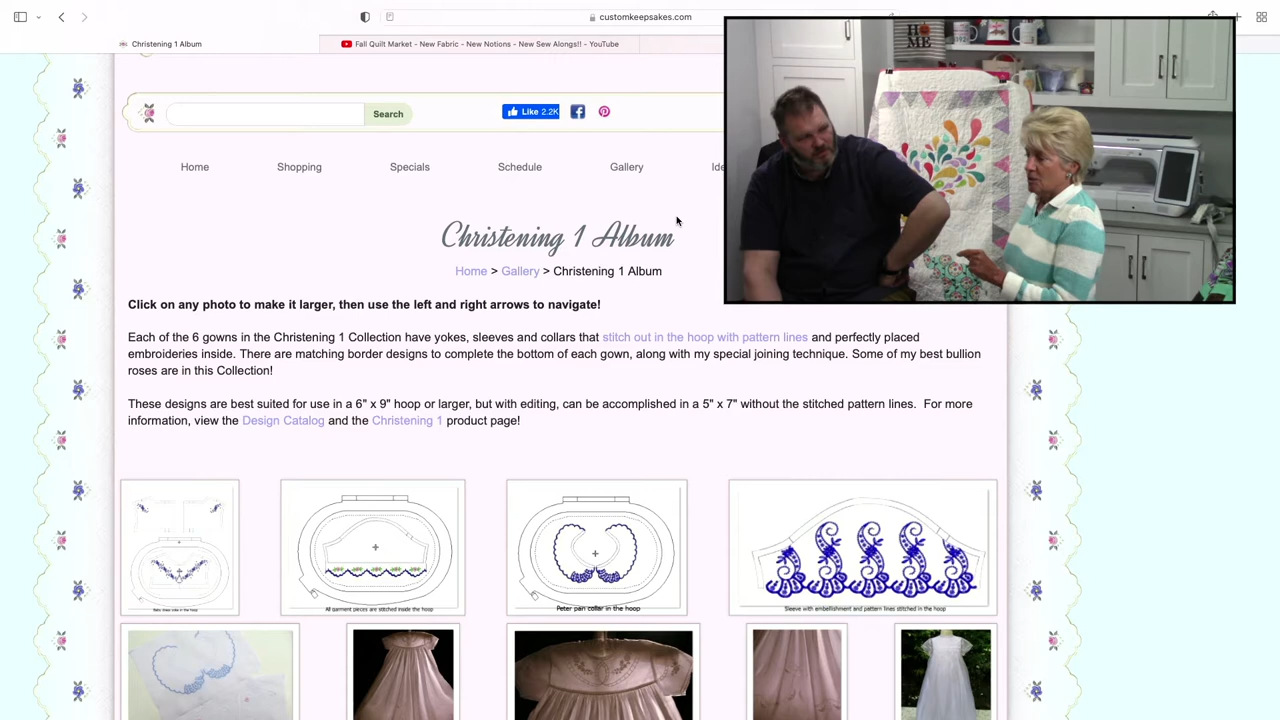 customkeepsakes.com
Christening 1 Album
Fall Quilt Market - New Fabric - New Notions - New Sew Alongs!! - YouTube
Search
Like 2.2K
Home
Shopping
Specials
Schedule
Gallery
Christening 1 Album
Home > Gallery > Christening 1 Album
Click on any photo to make it larger, then use the left and right arrows to navigate!
Each of the 6 gowns in the Christening 1 Collection have yokes, sleeves and collars that stitch out in the hoop with pattern lines and perfectly placed
embroideries inside. There are matching border designs to complete the bottom of each gown, along with my special joining technique. Some of my best bullion
roses are in this Collection!
These designs are best suited for use in a 6" x 9" hoop or larger, but with editing, can be accomplished in a 5" x 7" without the stitched pattern lines. For more
information, view the Design Catalog and the Christening 1 product page!
All garment pieces are stitched inside the hoop
Peter pan collar in the hoop
Sleeve with embellishment and pattern lines stitched in the hoop